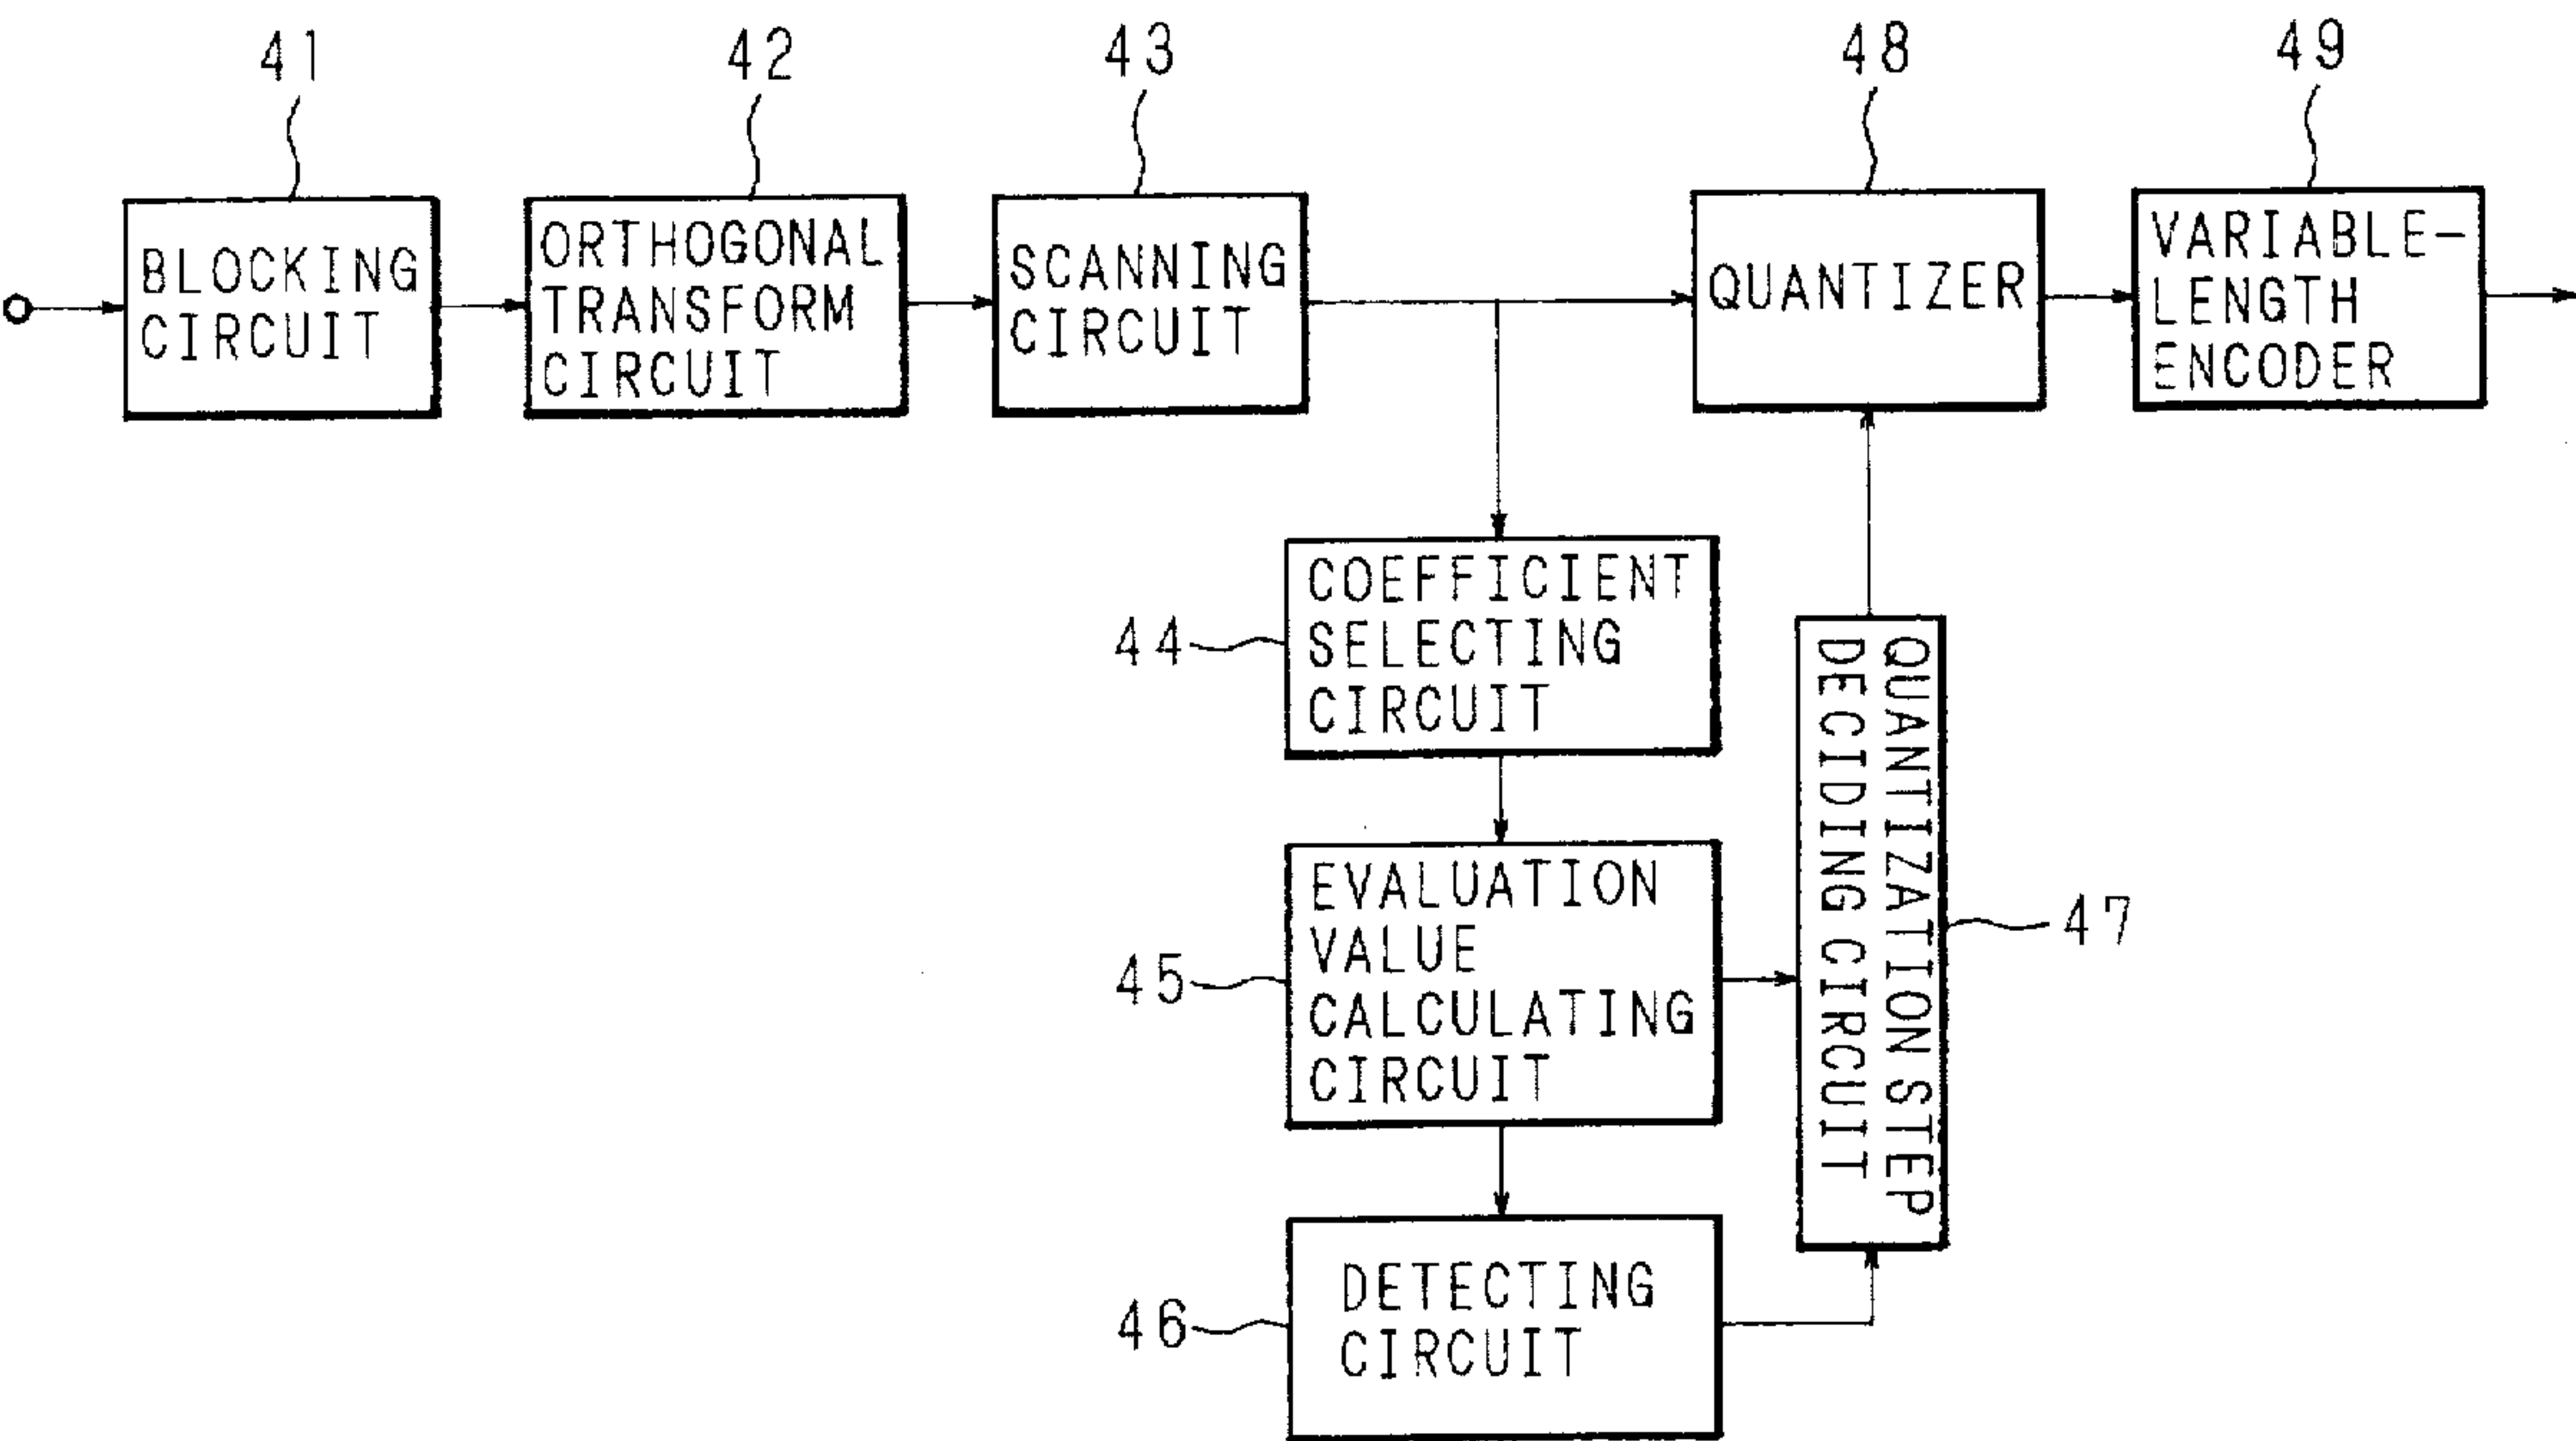 41
42
43
48
49
BLOCKING
CIRCUIT
ORTHOGONAL
TRANSFORM
CIRCUIT
SCANNING
CIRCUIT
QUANTIZER
VARIABLE-
LENGTH
ENCODER
44
COEFFICIENT
SELECTING
CIRCUIT
45
EVALUATION
VALUE
CALCULATING
CIRCUIT
QUANTIZATION STEP
DECIDING CIRCUIT
47
46
DETECTING
CIRCUIT